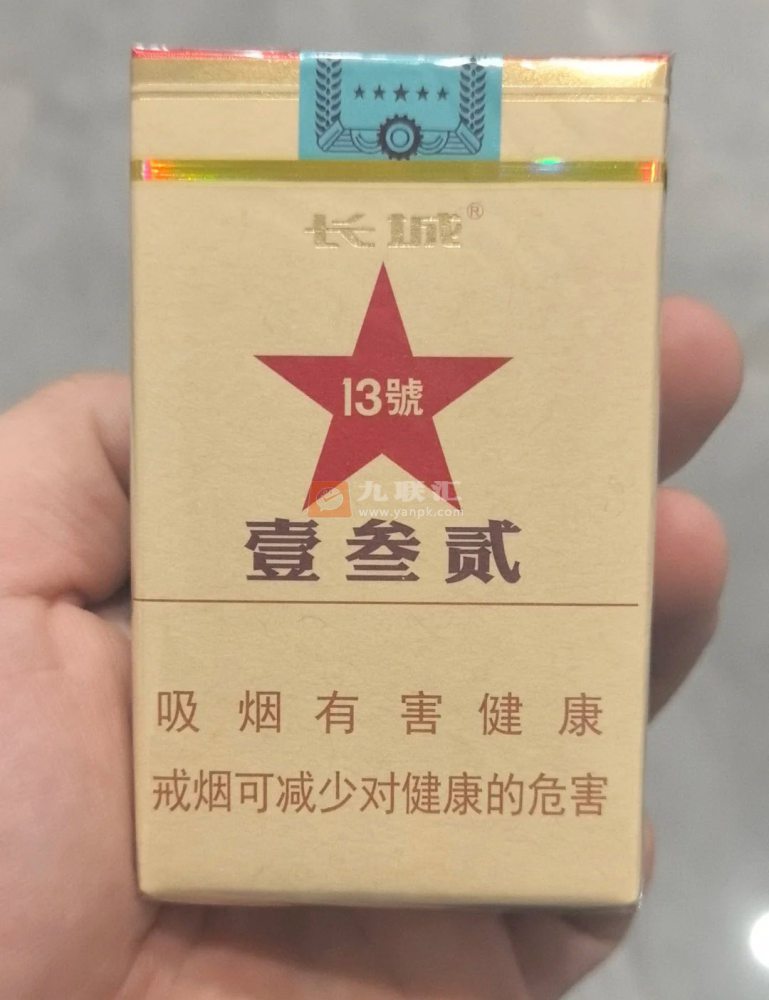 长城®
13號
九联汇
www.yanpk.com
壹叁贰
吸烟有害健康
戒烟可减少对健康的危害